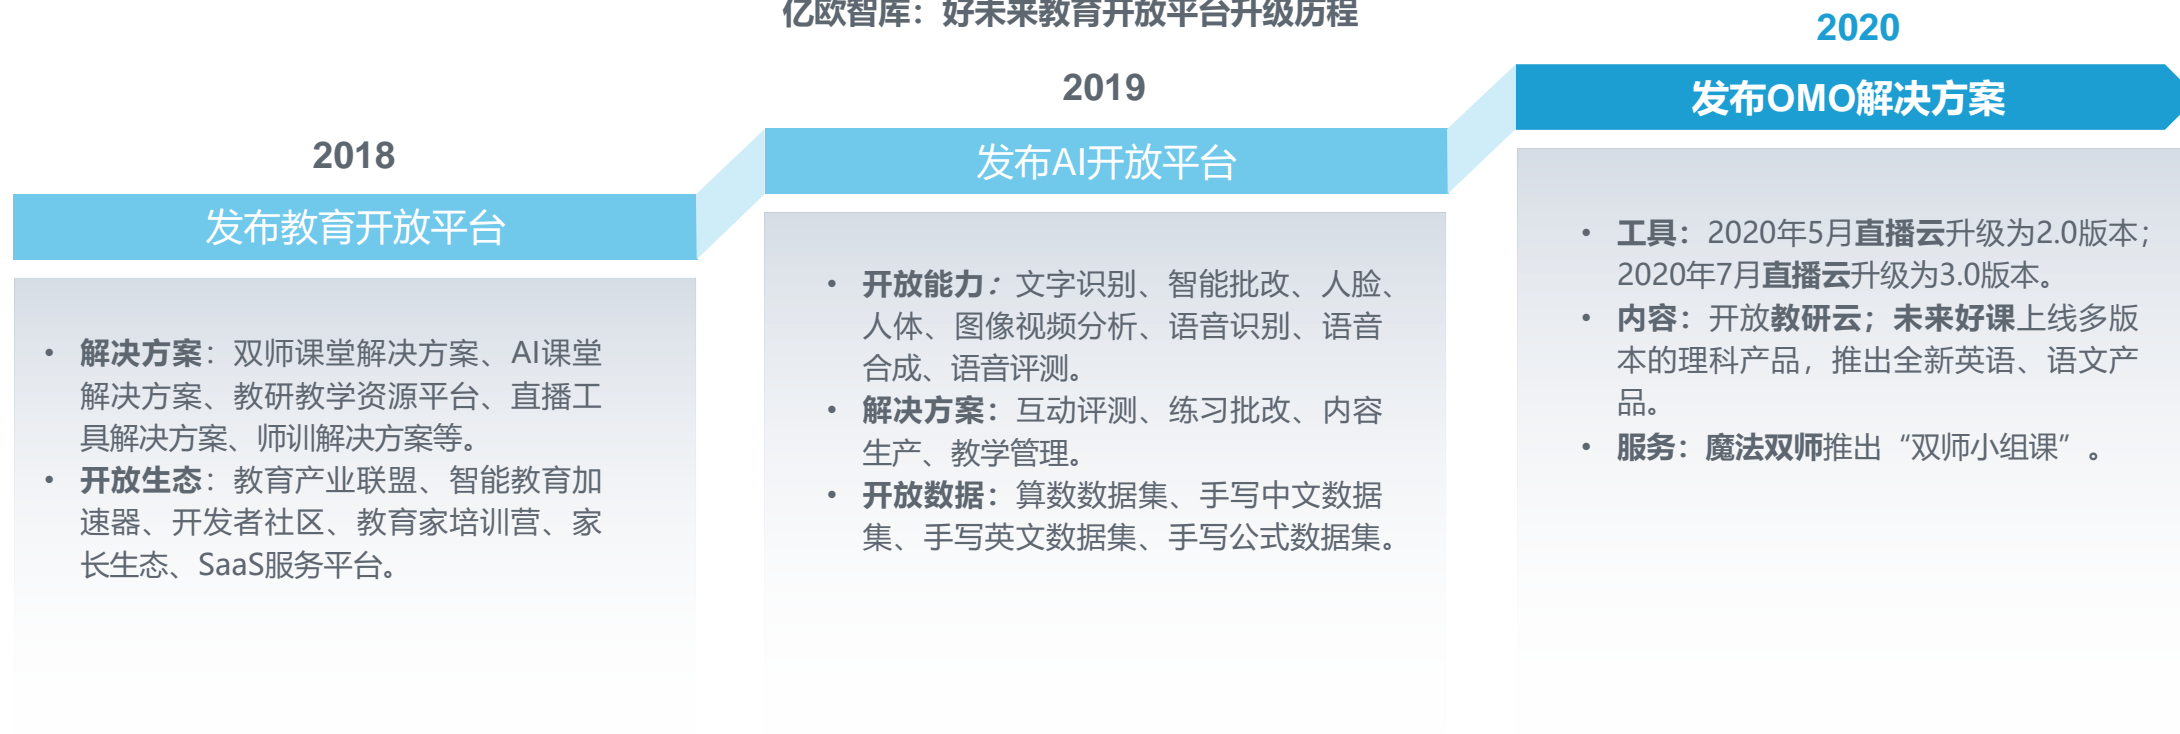 亿欧智库：好未来教育开放平台升级历程
2018
发布教育开放平台
• 解决方案：双师课堂解决方案、AI课堂
解决方案、教研教学资源平台、直播工
具解决方案、师训解决方案等。
• 开放生态：教育产业联盟、智能教育加
速器、开发者社区、教育家培训营、家
长生态、SaaS服务平台。
2019
发布AI开放平台
• 开放能力：文字识别、智能批改、人脸、
人体、图像视频分析、语音识别、语音
合成、语音评测。
• 解决方案：互动评测、练习批改、内容
生产、教学管理。
• 开放数据：算数数据集、手写中文数据
集、手写英文数据集、手写公式数据集。
2020
发布OMO解决方案
• 工具：2020年5月直播云升级为2.0版本；
2020年7月直播云升级为3.0版本。
• 内容：开放教研云；未来好课上线多版
本的理科产品，推出全新英语、语文产
品。
• 服务：魔法双师推出“双师小组课”。